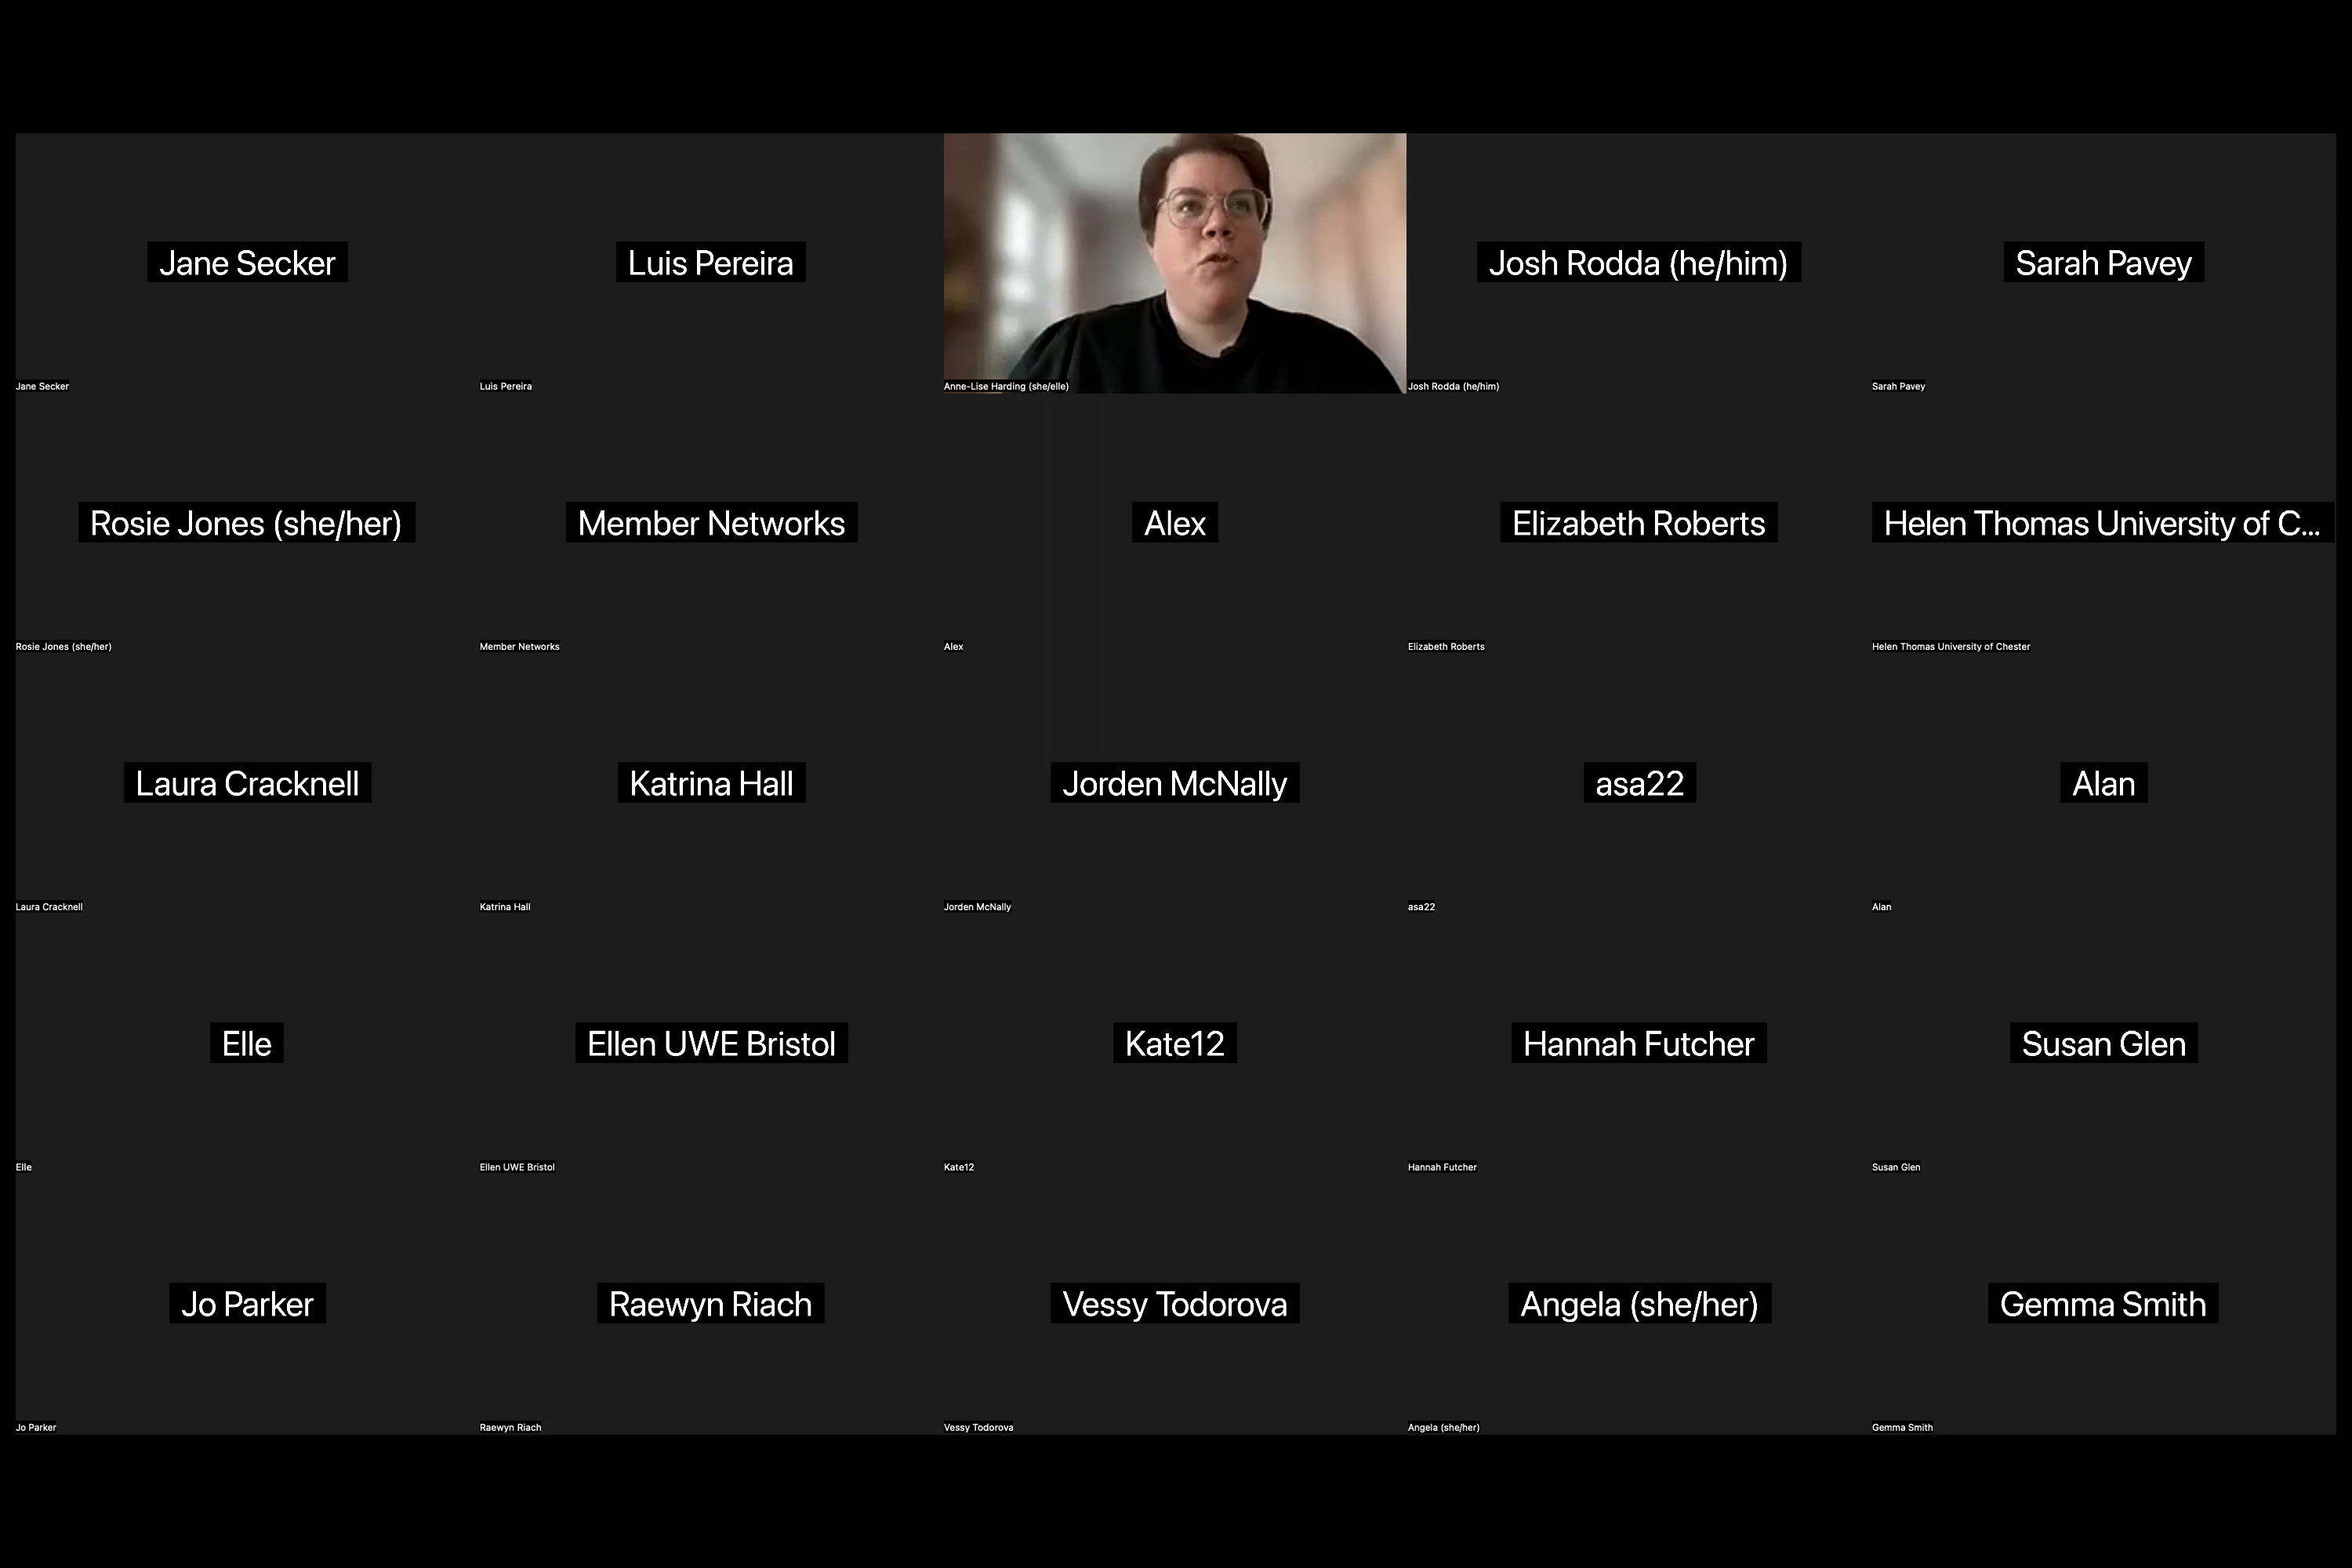 Jane Secker
Luis Pereira
Josh Rodda (he/him)
Sarah Pavey
Jane Secker
Luis Pereira
Anne-Lise Harding (she/elle)
Josh Rodda (he/him)
Sarah Pavey
Rosie Jones (she/her)
Member Networks
Alex
Elizabeth Roberts
Helen Thomas University of C...
Rosie Jones (she/her)
Member Networks
Alex
Elizabeth Roberts
Helen Thomas University of Chester
Laura Cracknell
Katrina Hall
Jorden McNally
asa22
Alan
Laura Cracknell
Katrina Hall
Jorden McNally
asa22
Alan
Elle
Ellen UWE Bristol
Kate12
Hannah Futcher
Susan Glen
Elle
Ellen UWE Bristol
Kate12
Hannah Futcher
Susan Glen
Jo Parker
Raewyn Riach
Vessy Todorova
Angela (she/her)
Gemma Smith
Jo Parker
Raewyn Riach
Vessy Todorova
Angela (she/her)
Gemma Smith